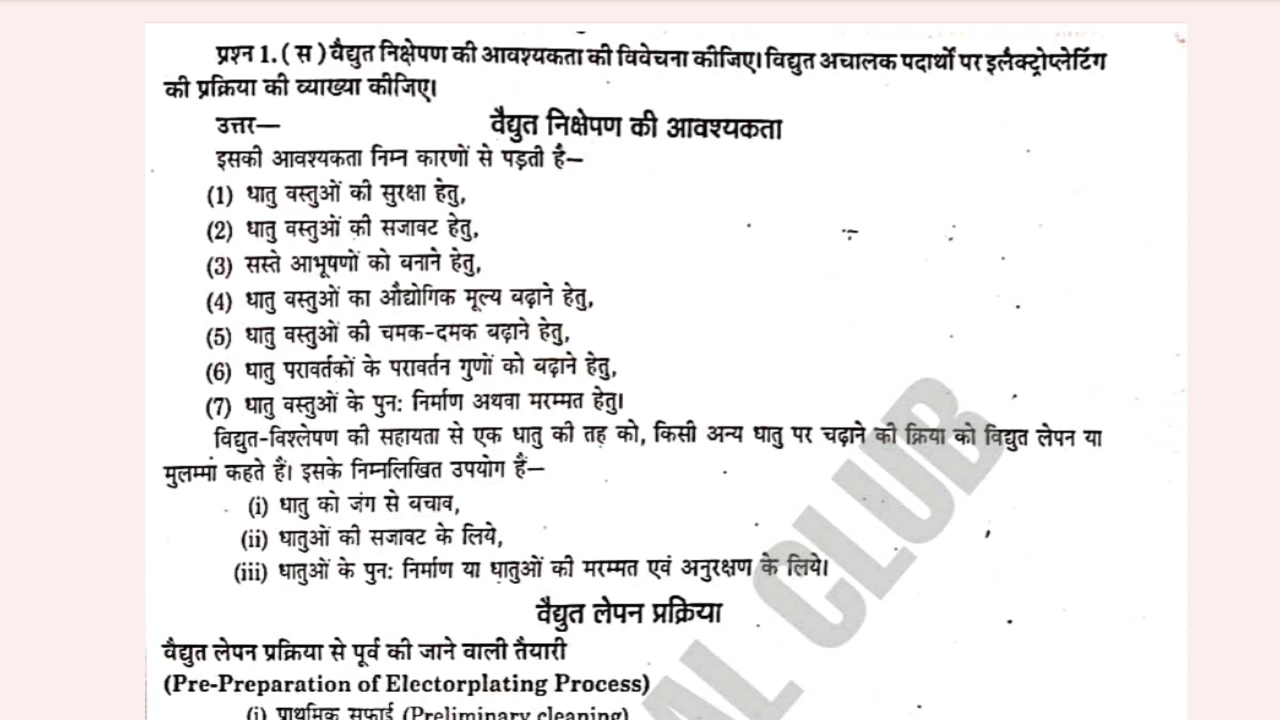 प्रश्न 1. ( स ) वैद्युत निक्षेपण की आवश्यकता की विवेचना कीजिए। विद्युत अचालक पदार्थों पर इलैक्ट्रोप्लेटिंग
की प्रक्रिया की व्याख्या कीजिए।
उत्तर— वैद्युत निक्षेपण की आवश्यकता
इसकी आवश्यकता निम्न कारणों से पड़ती है—
(1) धातु वस्तुओं की सुरक्षा हेतु,
(2) धातु वस्तुओं की सजावट हेतु,
(3) सस्ते आभूषणों को बनाने हेतु,
(4) धातु वस्तुओं का औद्योगिक मूल्य बढ़ाने हेतु,
(5) धातु वस्तुओं की चमक-दमक बढ़ाने हेतु,
(6) धातु परावर्तकों के परावर्तन गुणों को बढ़ाने हेतु,
(7) धातु वस्तुओं के पुन: निर्माण अथवा मरम्मत हेतु।
विद्युत-विश्लेषण की सहायता से एक धातु की तह को, किसी अन्य धातु पर चढ़ाने की क्रिया को विद्युत लेपन या
मुलम्मां कहते हैं। इसके निम्नलिखित उपयोग हैं—
(i) धातु को जंग से बचाव,
(ii) धातुओं की सजावट के लिये,
(iii) धातुओं के पुन: निर्माण या धातुओं की मरम्मत एवं अनुरक्षण के लिये।
वैद्युत लेपन प्रक्रिया
वैद्युत लेपन प्रक्रिया से पूर्व की जाने वाली तैयारी
(Pre-Preparation of Electorplating Process)
(i) प्राथमिक सफाई (Preliminary cleaning)
AL CLUB